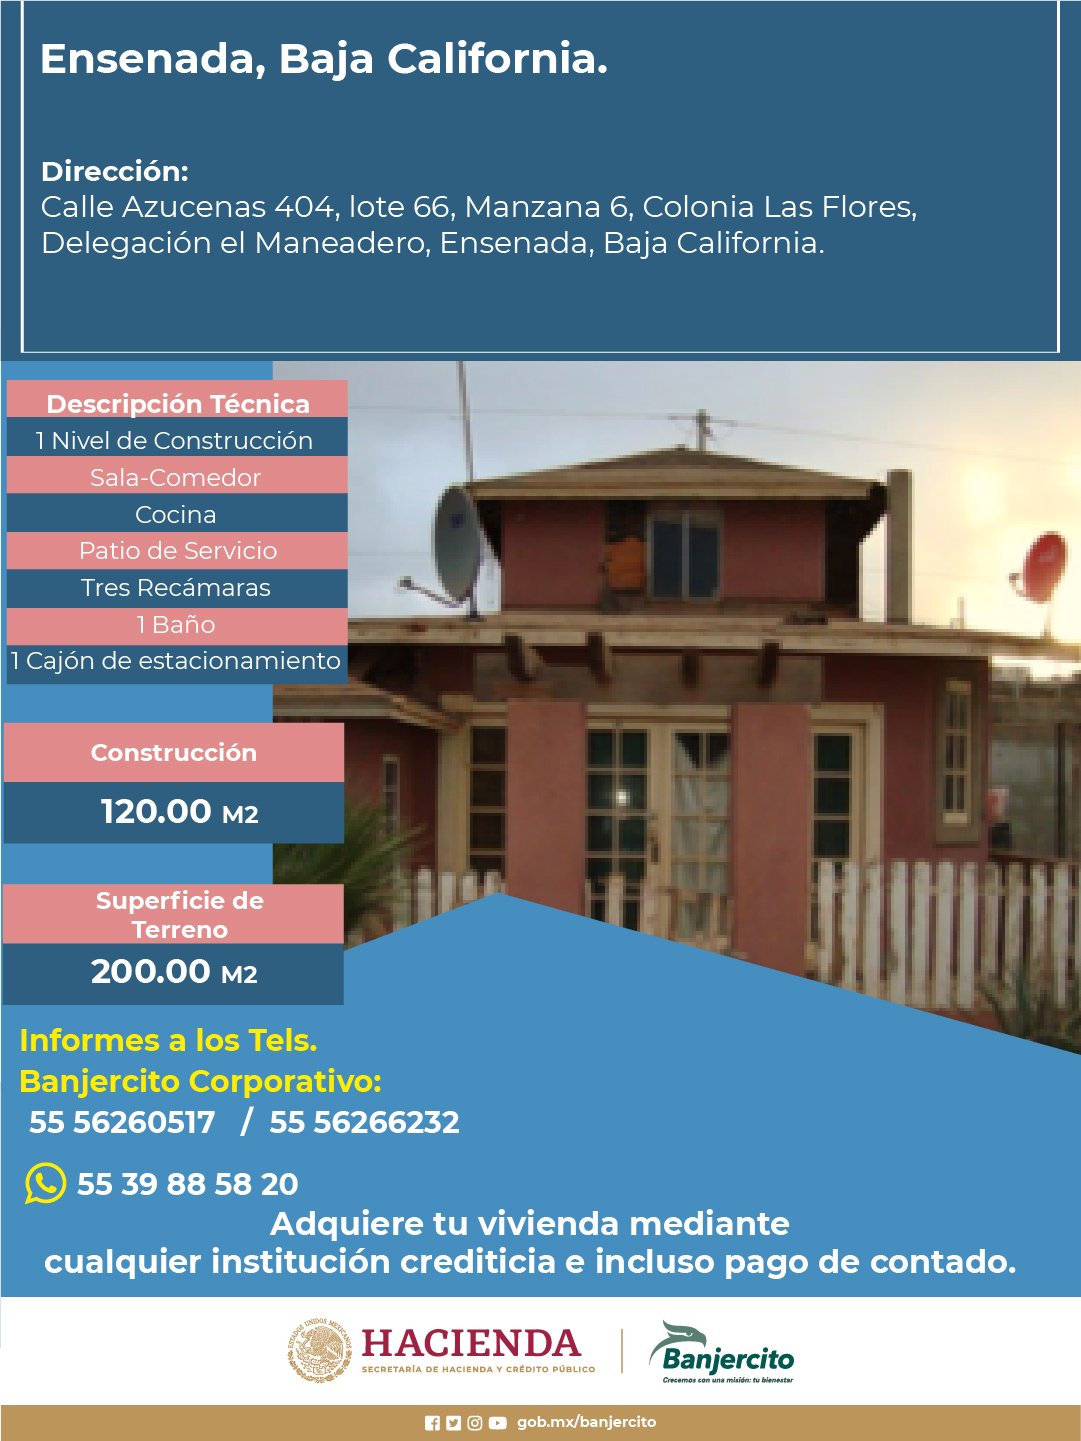 Ensenada, Baja California.
Dirección:
Calle Azucenas 404, lote 66, Manzana 6, Colonia Las Flores,
Delegación el Maneadero, Ensenada, Baja California.
Descripción Técnica
1 Nivel de Construcción
Sala-Comedor
Cocina
Patio de Servicio
Tres Recámaras
1 Baño
1 Cajón de estacionamiento
Construcción
120.00 M2
Superficie de
Terreno
200.00 M2
Informes a los Tels.
Banjercito Corporativo:
55 56260517 / 55 56266232
55 39 88 58 20
Adquiere tu vivienda mediante
cualquier institución crediticia e incluso pago de contado.
ESTADOS UNIDOS MEXICANOS
HACIENDA
SECRETARÍA DE HACIENDA Y CRÉDITO PÚBLICO
Banjercito
Crecemos con una misión: tu bienestar
gob.mx/banjercito